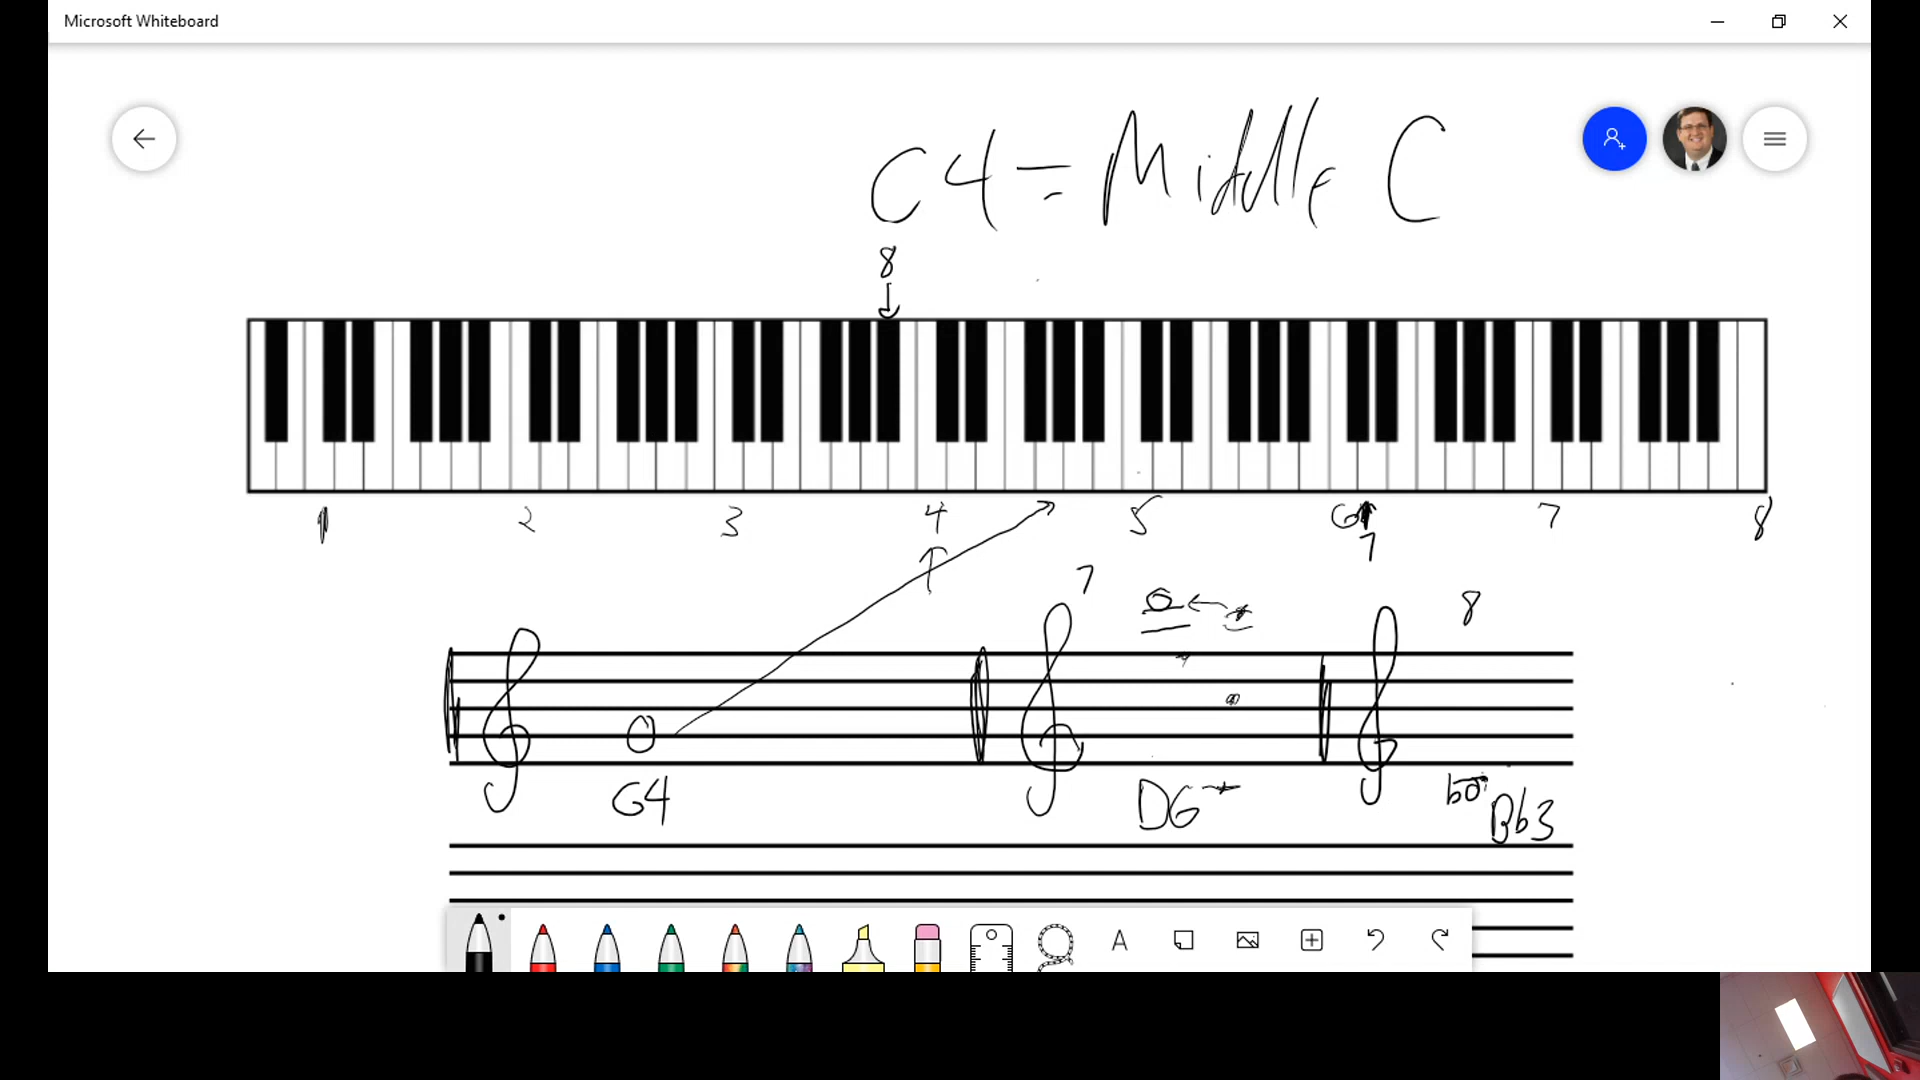 Microsoft Whiteboard
C4 = Middle C
8
1 2 3 4 5 6 7 8
7
7
8
G4
D6
Bb3
A